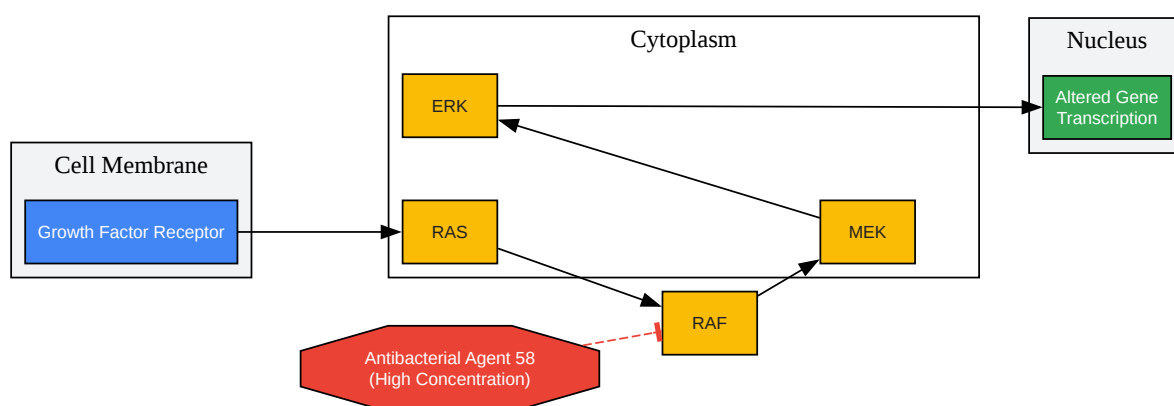 Cytoplasm
Nucleus
ERK
Altered Gene
Transcription
Cell Membrane
Growth Factor Receptor
RAS
MEK
RAF
Antibacterial Agent 58
(High Concentration)